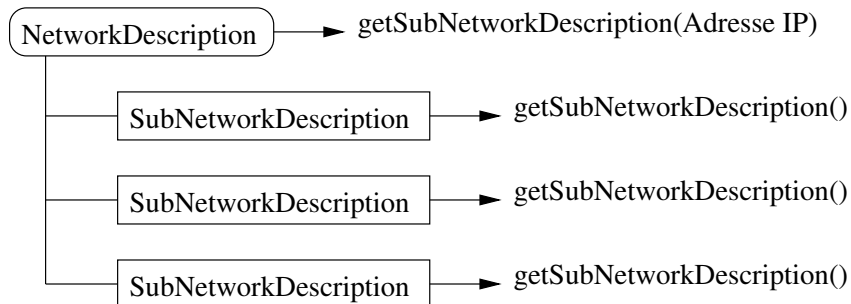 NetworkDescription getSubNetworkDescription(Adresse IP)
SubNetworkDescription getSubNetworkDescription()
SubNetworkDescription getSubNetworkDescription()
SubNetworkDescription getSubNetworkDescription()